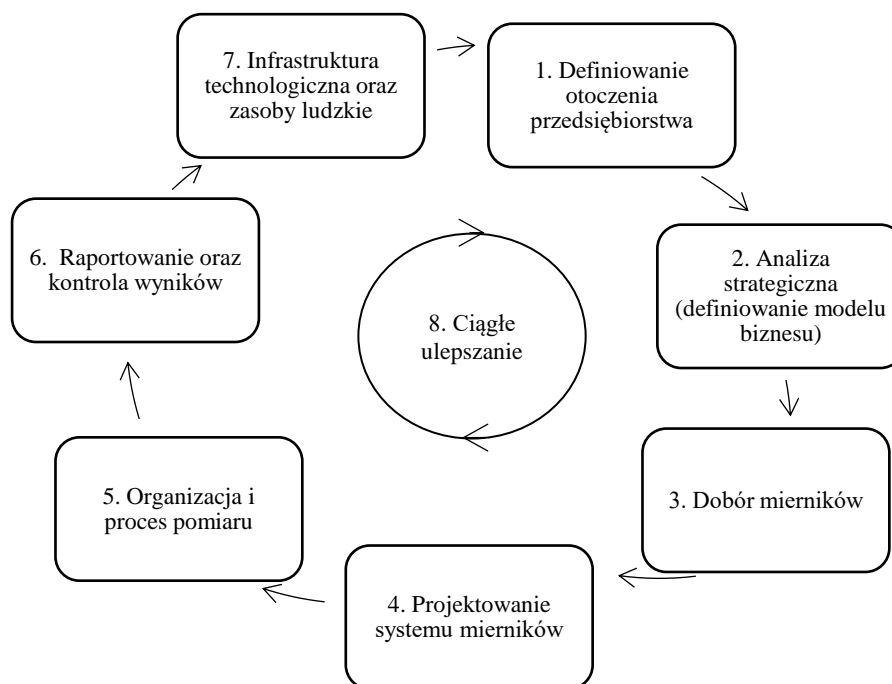 1. Definiowanie
otoczenia
przedsiębiorstwa
2. Analiza
strategiczna
(definiowanie modelu
biznesu)
3. Dobór mierników
4. Projektowanie
systemu mierników
5. Organizacja i
proces pomiaru
6. Raportowanie oraz
kontrola wyników
7. Infrastruktura
technologiczna oraz
zasoby ludzkie
8. Ciągłe
ulepszanie